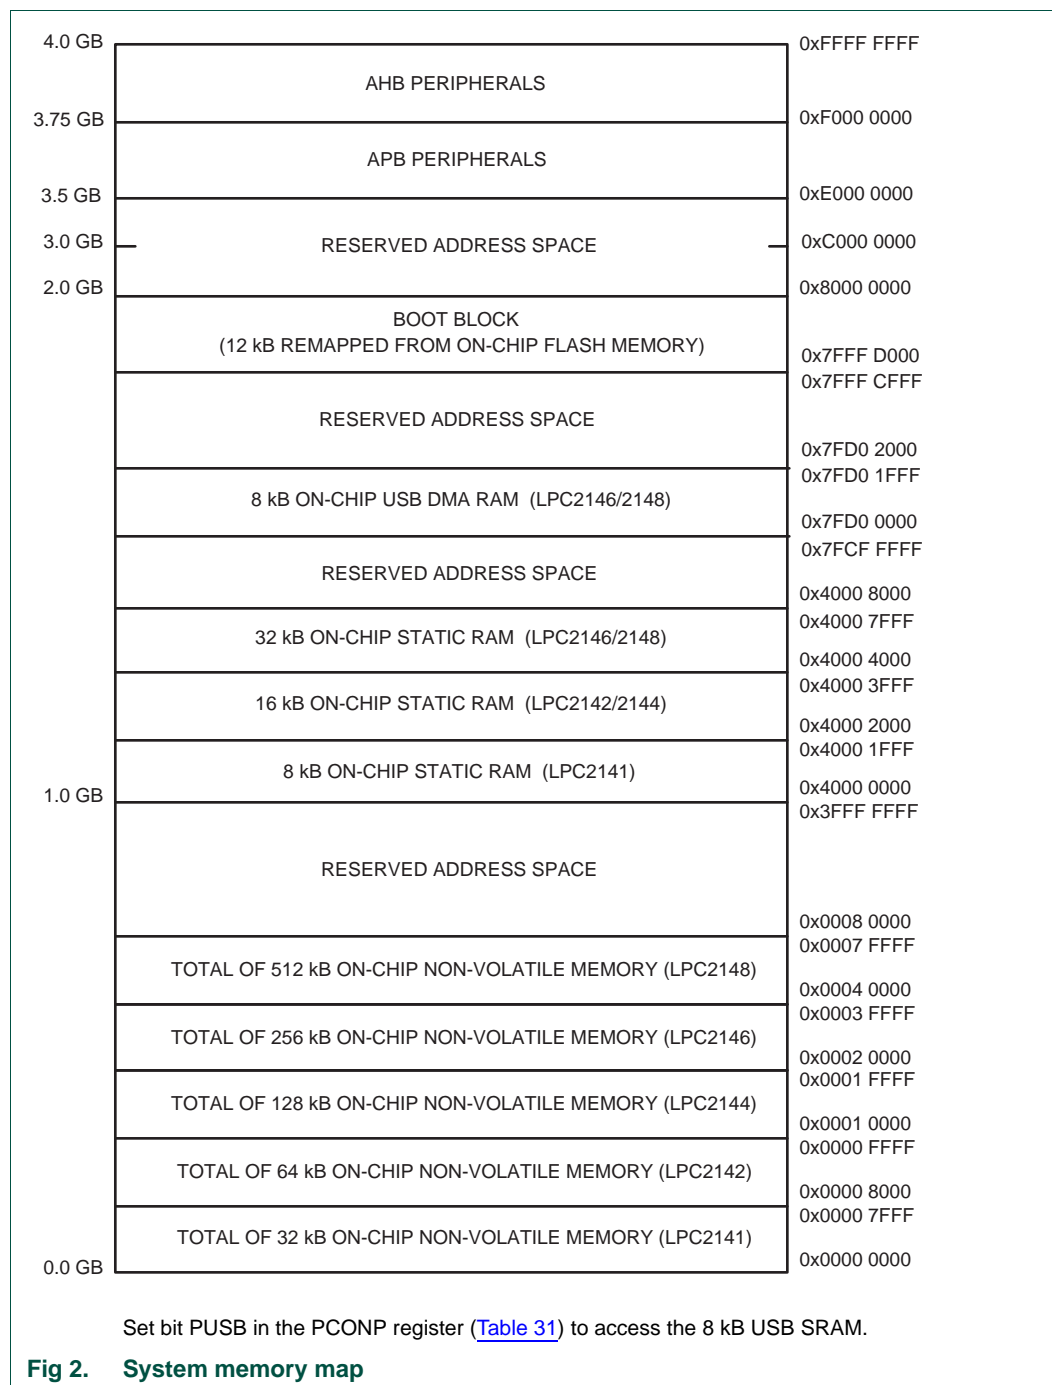 4.0 GB 0xFFFF FFFF
AHB PERIPHERALS
3.75 GB 0xF000 0000
APB PERIPHERALS
3.5 GB 0xE000 0000
3.0 GB RESERVED ADDRESS SPACE 0xC000 0000
2.0 GB 0x8000 0000
BOOT BLOCK
(12 kB REMAPPED FROM ON-CHIP FLASH MEMORY)
0x7FFF D000
0x7FFF CFFF
RESERVED ADDRESS SPACE
0x7FD0 2000
0x7FD0 1FFF
8 kB ON-CHIP USB DMA RAM (LPC2146/2148)
0x7FD0 0000
0x7FCF FFFF
RESERVED ADDRESS SPACE
0x4000 8000
0x4000 7FFF
32 kB ON-CHIP STATIC RAM (LPC2146/2148)
0x4000 4000
0x4000 3FFF
16 kB ON-CHIP STATIC RAM (LPC2142/2144)
0x4000 2000
0x4000 1FFF
8 kB ON-CHIP STATIC RAM (LPC2141)
1.0 GB 0x4000 0000
0x3FFF FFFF
RESERVED ADDRESS SPACE
0x0008 0000
0x0007 FFFF
TOTAL OF 512 kB ON-CHIP NON-VOLATILE MEMORY (LPC2148)
0x0004 0000
0x0003 FFFF
TOTAL OF 256 kB ON-CHIP NON-VOLATILE MEMORY (LPC2146)
0x0002 0000
0x0001 FFFF
TOTAL OF 128 kB ON-CHIP NON-VOLATILE MEMORY (LPC2144)
0x0001 0000
0x0000 FFFF
TOTAL OF 64 kB ON-CHIP NON-VOLATILE MEMORY (LPC2142)
0x0000 8000
0x0000 7FFF
TOTAL OF 32 kB ON-CHIP NON-VOLATILE MEMORY (LPC2141)
0.0 GB 0x0000 0000
Set bit PUSB in the PCONP register (Table 31) to access the 8 kB USB SRAM.
Fig 2. System memory map